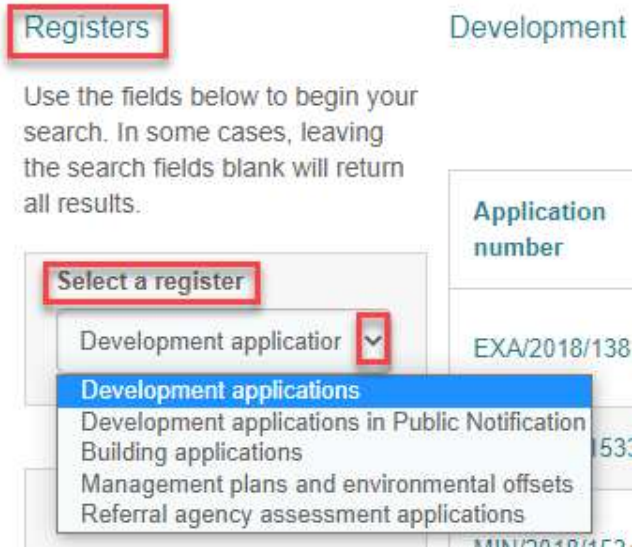 Registers
Use the fields below to begin your
search. In some cases, leaving
the search fields blank will return
all results.
Select a register
Development applicatior
Development applications
Development applications in Public Notification
Building applications
Management plans and environmental offsets
Referral agency assessment applications
Development
Application
number
EXA/2018/138
1533